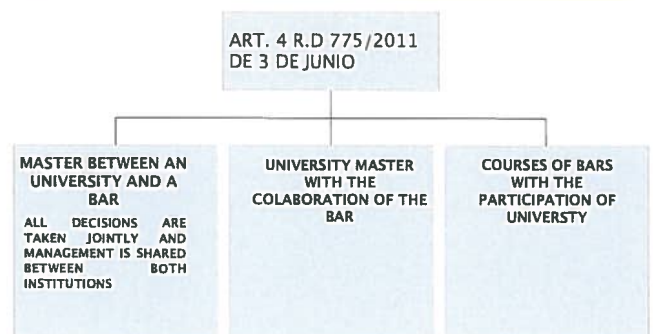 ART. 4 R.D 775/2011
DE 3 DE JUNIO
MASTER BETWEEN AN
UNIVERSITY AND A
BAR
ALL DECISIONS ARE
TAKEN JOINTLY AND
MANAGEMENT IS SHARED
BETWEEN BOTH
INSTITUTIONS
UNIVERSITY MASTER
WITH THE
COLABORATION OF THE
BAR
COURSES OF BARS
WITH THE
PARTICIPATION OF
UNIVERSTY